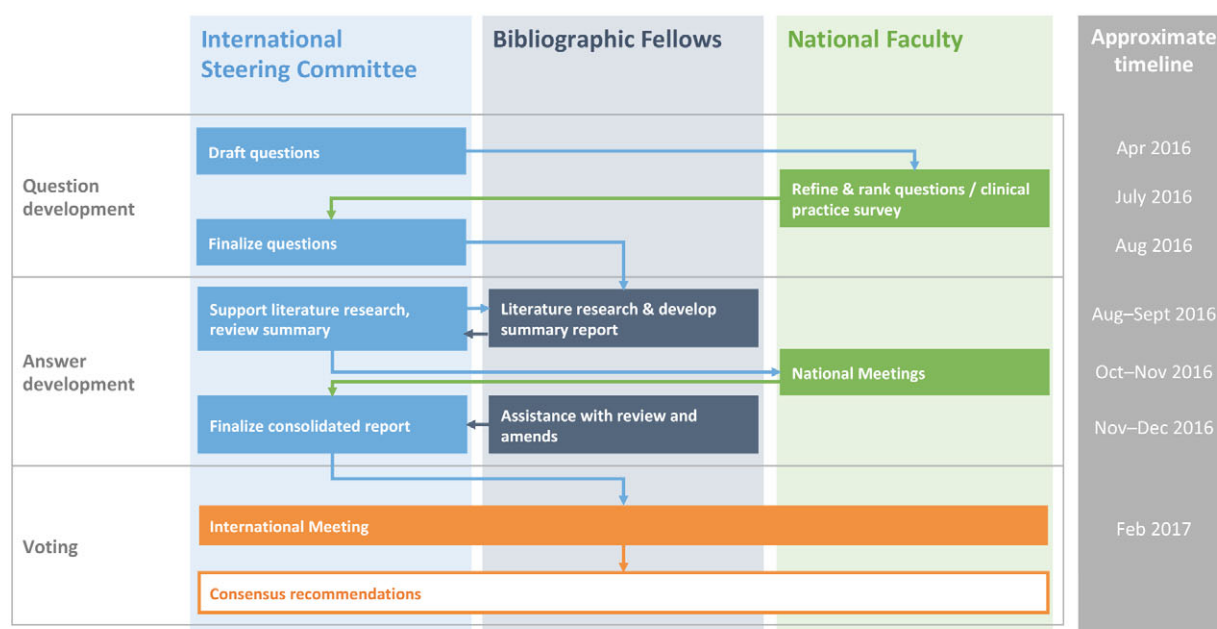 International
Steering Committee
Bibliographic Fellows
National Faculty
Approximate
timeline
Question
development
Draft questions
Apr 2016
Refine & rank questions / clinical
practice survey
July 2016
Finalize questions
Aug 2016
Answer
development
Support literature research,
review summary
Literature research & develop
summary report
Aug–Sept 2016
National Meetings
Oct–Nov 2016
Finalize consolidated report
Assistance with review and
amends
Nov–Dec 2016
Voting
International Meeting
Feb 2017
Consensus recommendations